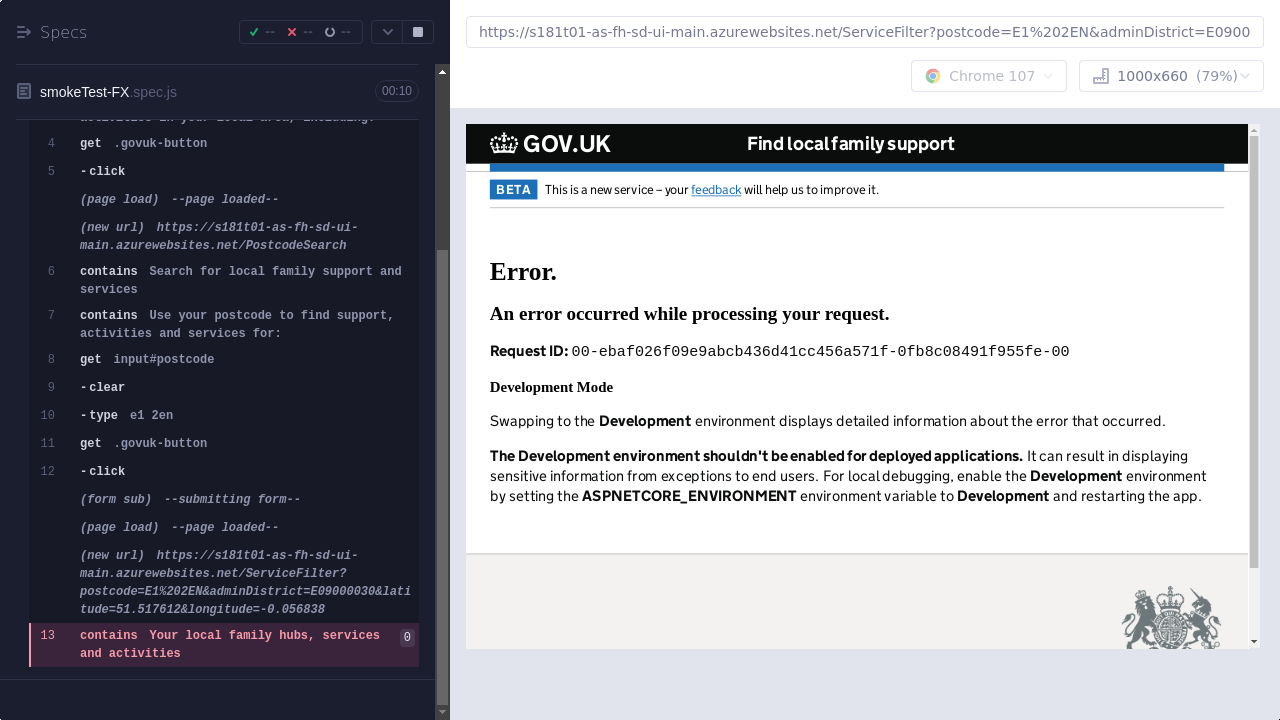 Specs
--
--
--
smokeTest-FX.spec.js
00:10
activities in your local area, including:
4 get .govuk-button
5 -click
(page load) --page loaded--
(new url) https://s181t01-as-fh-sd-ui-
main.azurewebsites.net/PostcodeSearch
6 contains Search for local family support and
services
7 contains Use your postcode to find support,
activities and services for:
8 get input#postcode
9 -clear
10 -type e1 2en
11 get .govuk-button
12 -click
(form sub) --submitting form--
(page load) --page loaded--
(new url) https://s181t01-as-fh-sd-ui-
main.azurewebsites.net/ServiceFilter?
postcode=E1%202EN&adminDistrict=E09000030&lati
tude=51.517612&longitude=-0.056838
13 contains Your local family hubs, services
and activities
0
https://s181t01-as-fh-sd-ui-main.azurewebsites.net/ServiceFilter?postcode=E1%202EN&adminDistrict=E0900
Chrome 107
1000x660 (79%)
GOV.UK
Find local family support
BETA This is a new service – your feedback will help us to improve it.
Error.
An error occurred while processing your request.
Request ID: 00-ebaf026f09e9abcb436d41cc456a571f-0fb8c08491f955fe-00
Development Mode
Swapping to the Development environment displays detailed information about the error that occurred.
The Development environment shouldn't be enabled for deployed applications. It can result in displaying
sensitive information from exceptions to end users. For local debugging, enable the Development environment
by setting the ASPNETCORE_ENVIRONMENT environment variable to Development and restarting the app.